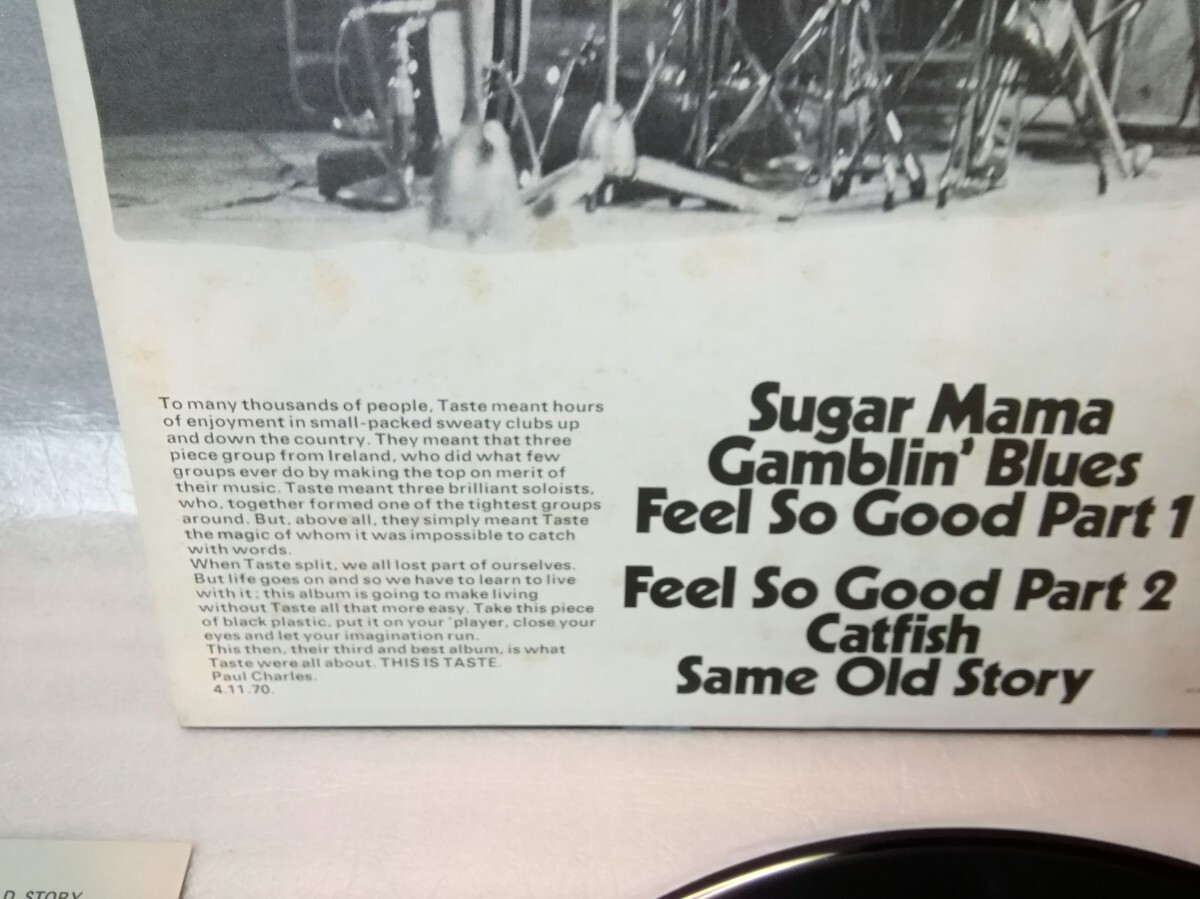 To many thousands of people, Taste meant hours
of enjoyment in small-packed sweaty clubs up
and down the country. They meant that three
piece group from Ireland, who did what few
groups ever do by making the top on merit of
their music. Taste meant three brilliant soloists,
who, together formed one of the tightest groups
around. But, above all, they simply meant Taste
the magic of whom it was impossible to catch
with words.
When Taste split, we all lost part of ourselves.
But life goes on and so we have to learn to live
with it; this album is going to make living
without Taste all that more easy. Take this piece
of black plastic, put it on your 'player, close your
eyes and let your imagination run.
This then, their third and best album, is what
Taste were all about. THIS IS TASTE.
Paul Charles.
4.11.70.
Sugar Mama
Gamblin' Blues
Feel So Good Part 1
Feel So Good Part 2
Catfish
Same Old Story
D STORY